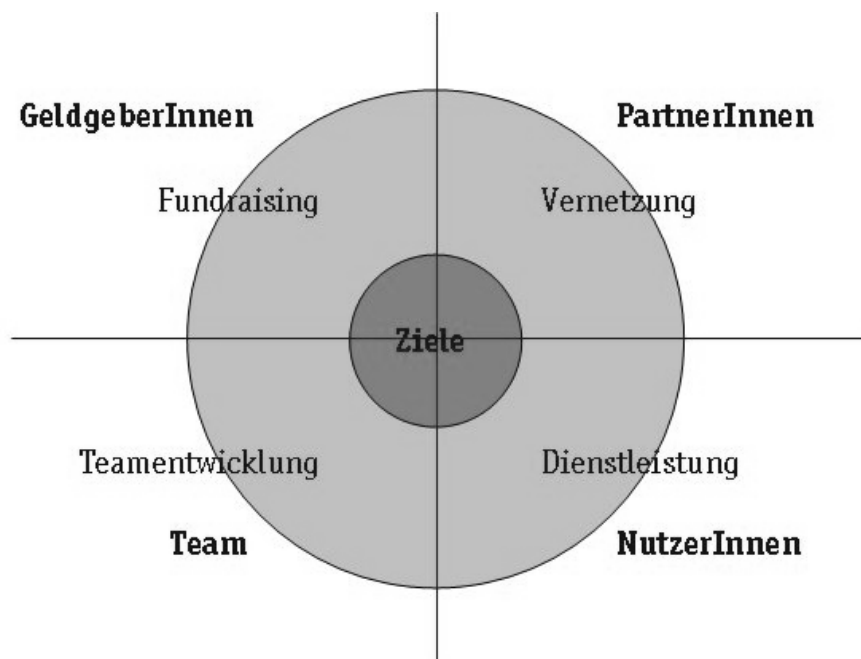 GeldgeberInnen
PartnerInnen
Fundraising
Vernetzung
Ziele
Teamentwicklung
Dienstleistung
Team
NutzerInnen